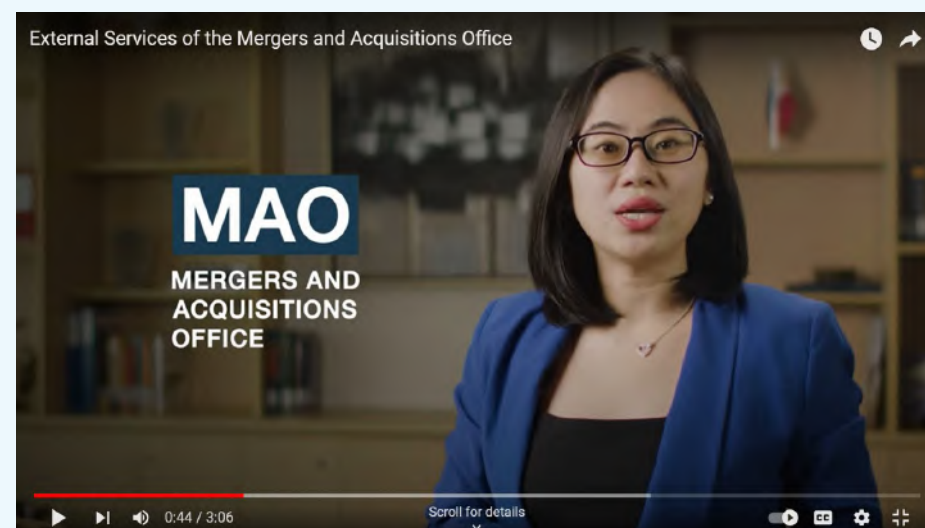 External Services of the Mergers and Acquisitions Office
MAO
MERGERS AND
ACQUISITIONS
OFFICE
0:44 / 3:06
Scroll for details
CC